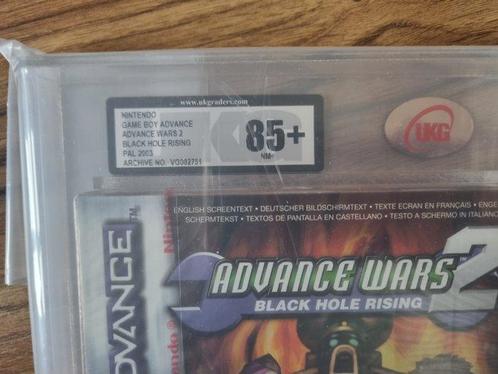 www.ukgraders.com
NINTENDO
GAME BOY ADVANCE
ADVANCE WARS 2
BLACK HOLE RISING
PAL 2003
ARCHIVE NO.
85+
NM+
UKG
ENGLISH SCREENTEXT • DEUTSCHER BILDSCHIRMTEXT • TEXTE ECRAN EN FRANÇAIS • ENGE
SCHERMTEKST • TEXTOS DE PANTALLA EN CASTELLANO • TESTO A SCHERMO IN ITALIANO
ADVANCE WARS 2
BLACK HOLE RISING
ADVANCE
Nintendo